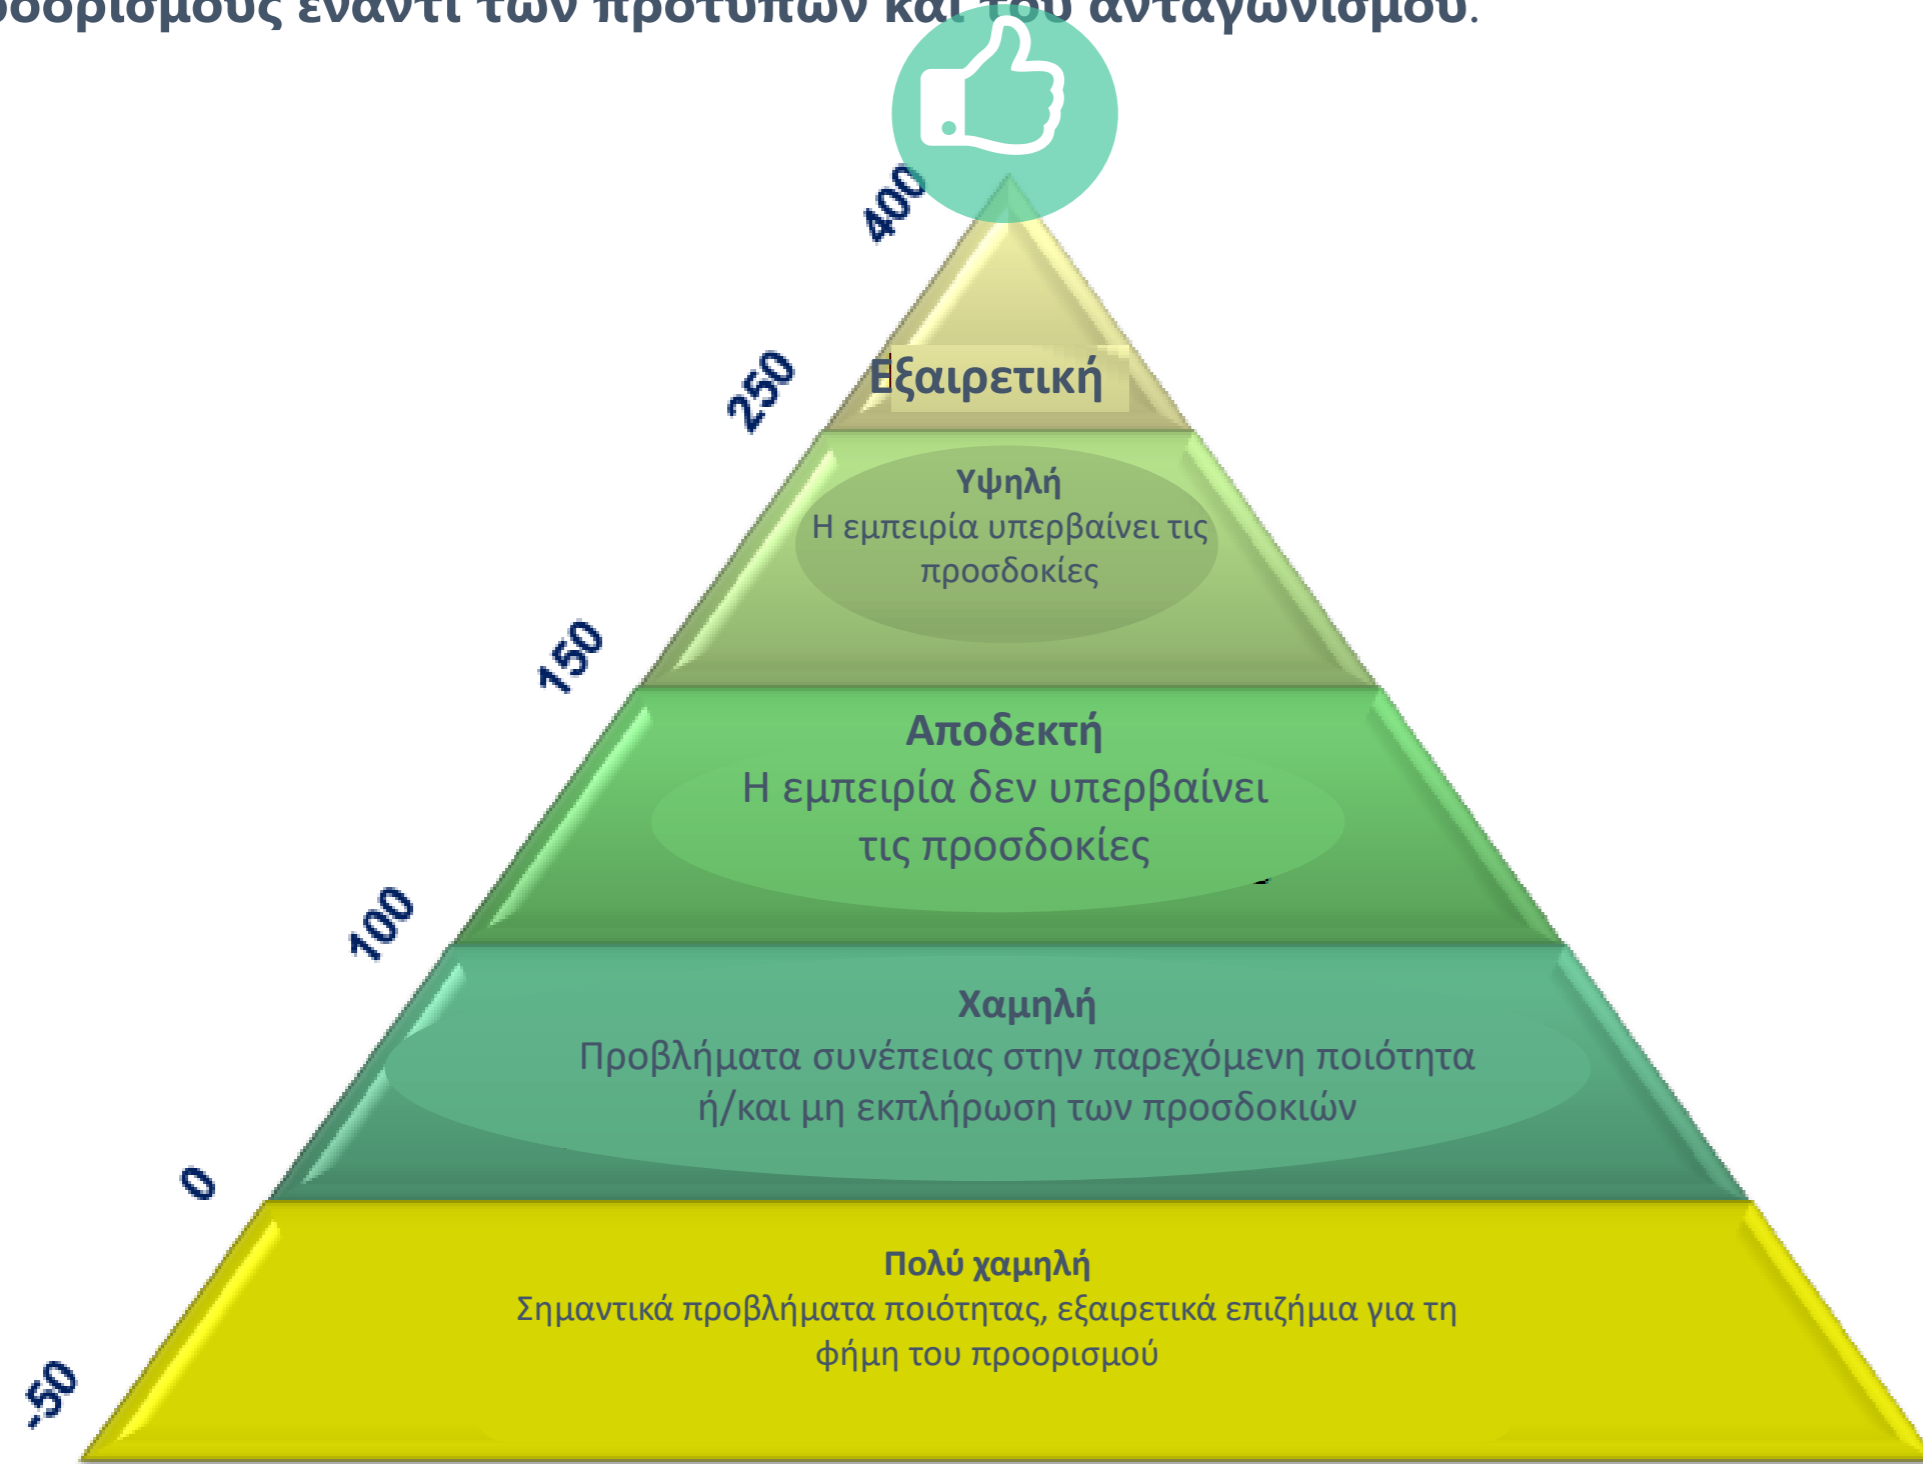 έναντι των προτύπων και του ανταγωνισμού.
400
250
Εξαιρετική
Υψηλή
Η εμπειρία υπερβαίνει τις
προσδοκίες
150
Αποδεκτή
Η εμπειρία δεν υπερβαίνει
τις προσδοκίες
100
Χαμηλή
Προβλήματα συνέπειας στην παρεχόμενη ποιότητα
ή/και μη εκπλήρωση των προσδοκιών
0
Πολύ χαμηλή
Σημαντικά προβλήματα ποιότητας, εξαιρετικά επιζήμια για τη
φήμη του προορισμού
-50